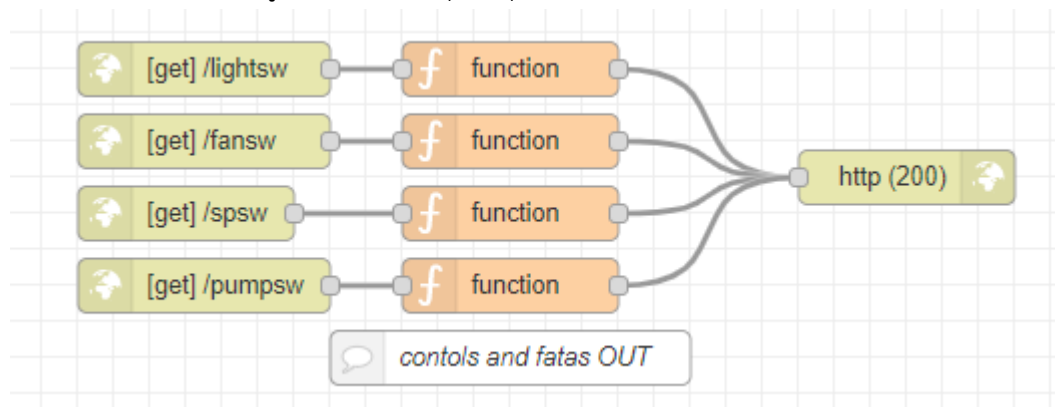 [get] /lightsw
function
[get] /fansw
function
http (200)
[get] /spsw
function
[get] /pumpsw
function
contols and fatas OUT